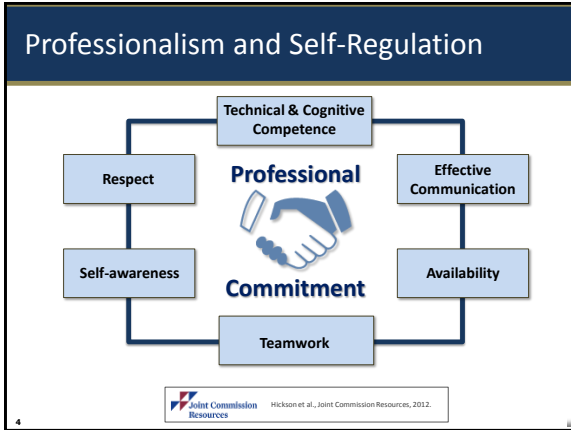 Professionalism and Self-Regulation
Technical & Cognitive
Competence
Respect
Professional
Effective
Communication
Self-awareness
Commitment
Availability
Teamwork
Joint Commission
Resources
Hickson et al., Joint Commission Resources, 2012.
4